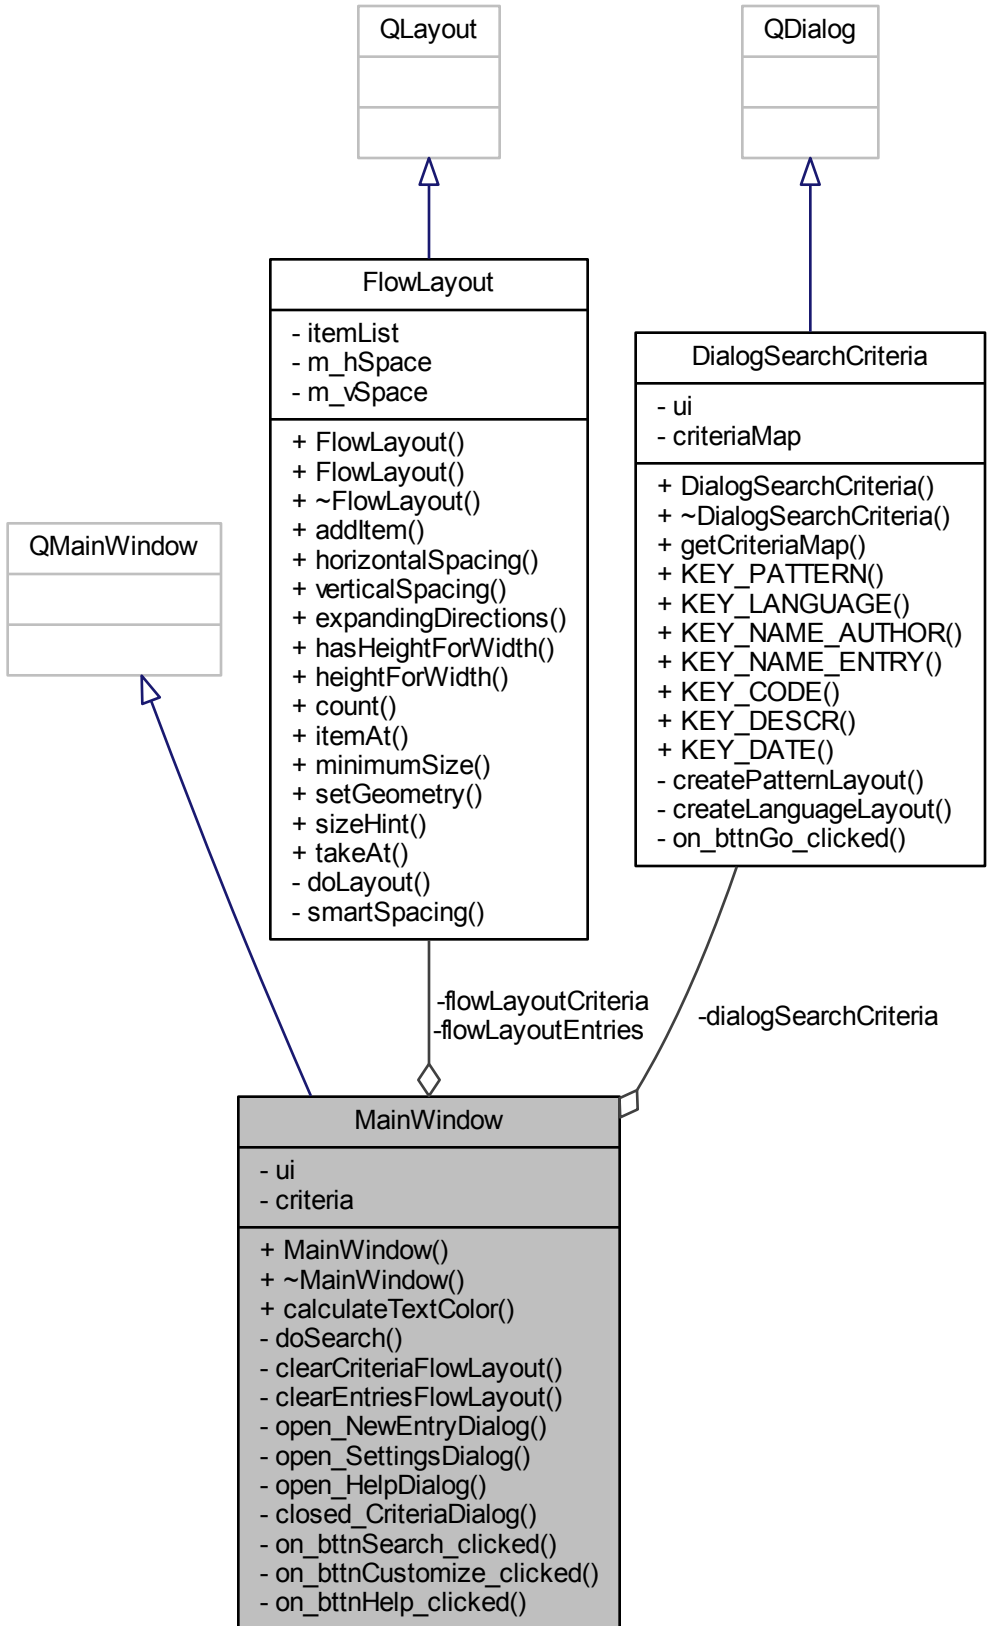 QLayout
QDialog
FlowLayout
- itemList
- m_hSpace
- m_vSpace
+ FlowLayout()
+ FlowLayout()
+ ~FlowLayout()
+ addItem()
+ horizontalSpacing()
+ verticalSpacing()
+ expandingDirections()
+ hasHeightForWidth()
+ heightForWidth()
+ count()
+ itemAt()
+ minimumSize()
+ setGeometry()
+ sizeHint()
+ takeAt()
- doLayout()
- smartSpacing()
DialogSearchCriteria
- ui
- criteriaMap
+ DialogSearchCriteria()
+ ~DialogSearchCriteria()
+ getCriteriaMap()
+ KEY_PATTERN()
+ KEY_LANGUAGE()
+ KEY_NAME_AUTHOR()
+ KEY_NAME_ENTRY()
+ KEY_CODE()
+ KEY_DESCR()
+ KEY_DATE()
- createPatternLayout()
- createLanguageLayout()
- on_bttnGo_clicked()
QMainWindow
-flowLayoutCriteria
-flowLayoutEntries
-dialogSearchCriteria
MainWindow
- ui
- criteria
+ MainWindow()
+ ~MainWindow()
+ calculateTextColor()
- doSearch()
- clearCriteriaFlowLayout()
- clearEntriesFlowLayout()
- open_NewEntryDialog()
- open_SettingsDialog()
- open_HelpDialog()
- closed_CriteriaDialog()
- on_bttnSearch_clicked()
- on_bttnCustomize_clicked()
- on_bttnHelp_clicked()